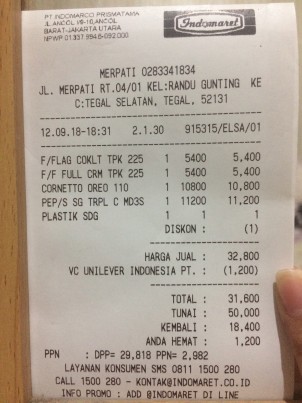 PT.INDOMARCO PRISMATAMA
JL.ANCOL I/9-10,ANCOL
BARAT-JAKARTA UTARA
NPWP 01.337.994.6-092.000
Indomaret
MERPATI 0283341834
JL. MERPATI RT.04/01 KEL:RANDU GUNTING KE
C:TEGAL SELATAN, TEGAL, 52131
12.09.18-18:31 2.1.30 915315/ELSA/01
F/FLAG COKLT TPK 225 1 5400 5,400
F/F FULL CRM TPK 225 1 5400 5,400
CORNETTO OREO 110 1 10800 10,800
PEP/S SG TRPL C MD3S 1 11200 11,200
PLASTIK SDG 1 1 1
DISKON : (1)
HARGA JUAL : 32,800
VC UNILEVER INDONESIA PT. : (1,200)
TOTAL : 31,600
TUNAI : 50,000
KEMBALI : 18,400
ANDA HEMAT : 1,200
PPN : DPP= 29,818 PPN= 2,982
LAYANAN KONSUMEN SMS 0811 1500 280
CALL 1500 280 - KONTAK@INDOMARET.CO.ID
INFO PROMO : ADD @INDOMARET DI LINE